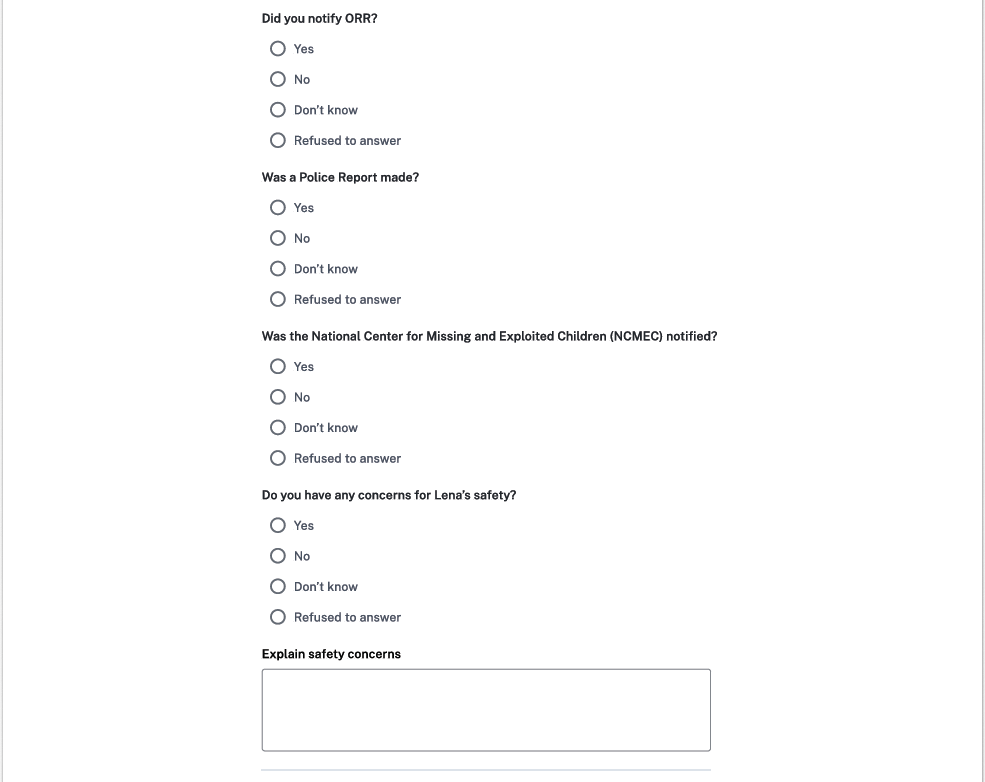 Did you notify ORR?
Yes
No
Don't know
Refused to answer
Was a Police Report made?
Yes
No
Don't know
Refused to answer
Was the National Center for Missing and Exploited Children (NCMEC) notified?
Yes
No
Don't know
Refused to answer
Do you have any concerns for Lena's safety?
Yes
No
Don't know
Refused to answer
Explain safety concerns